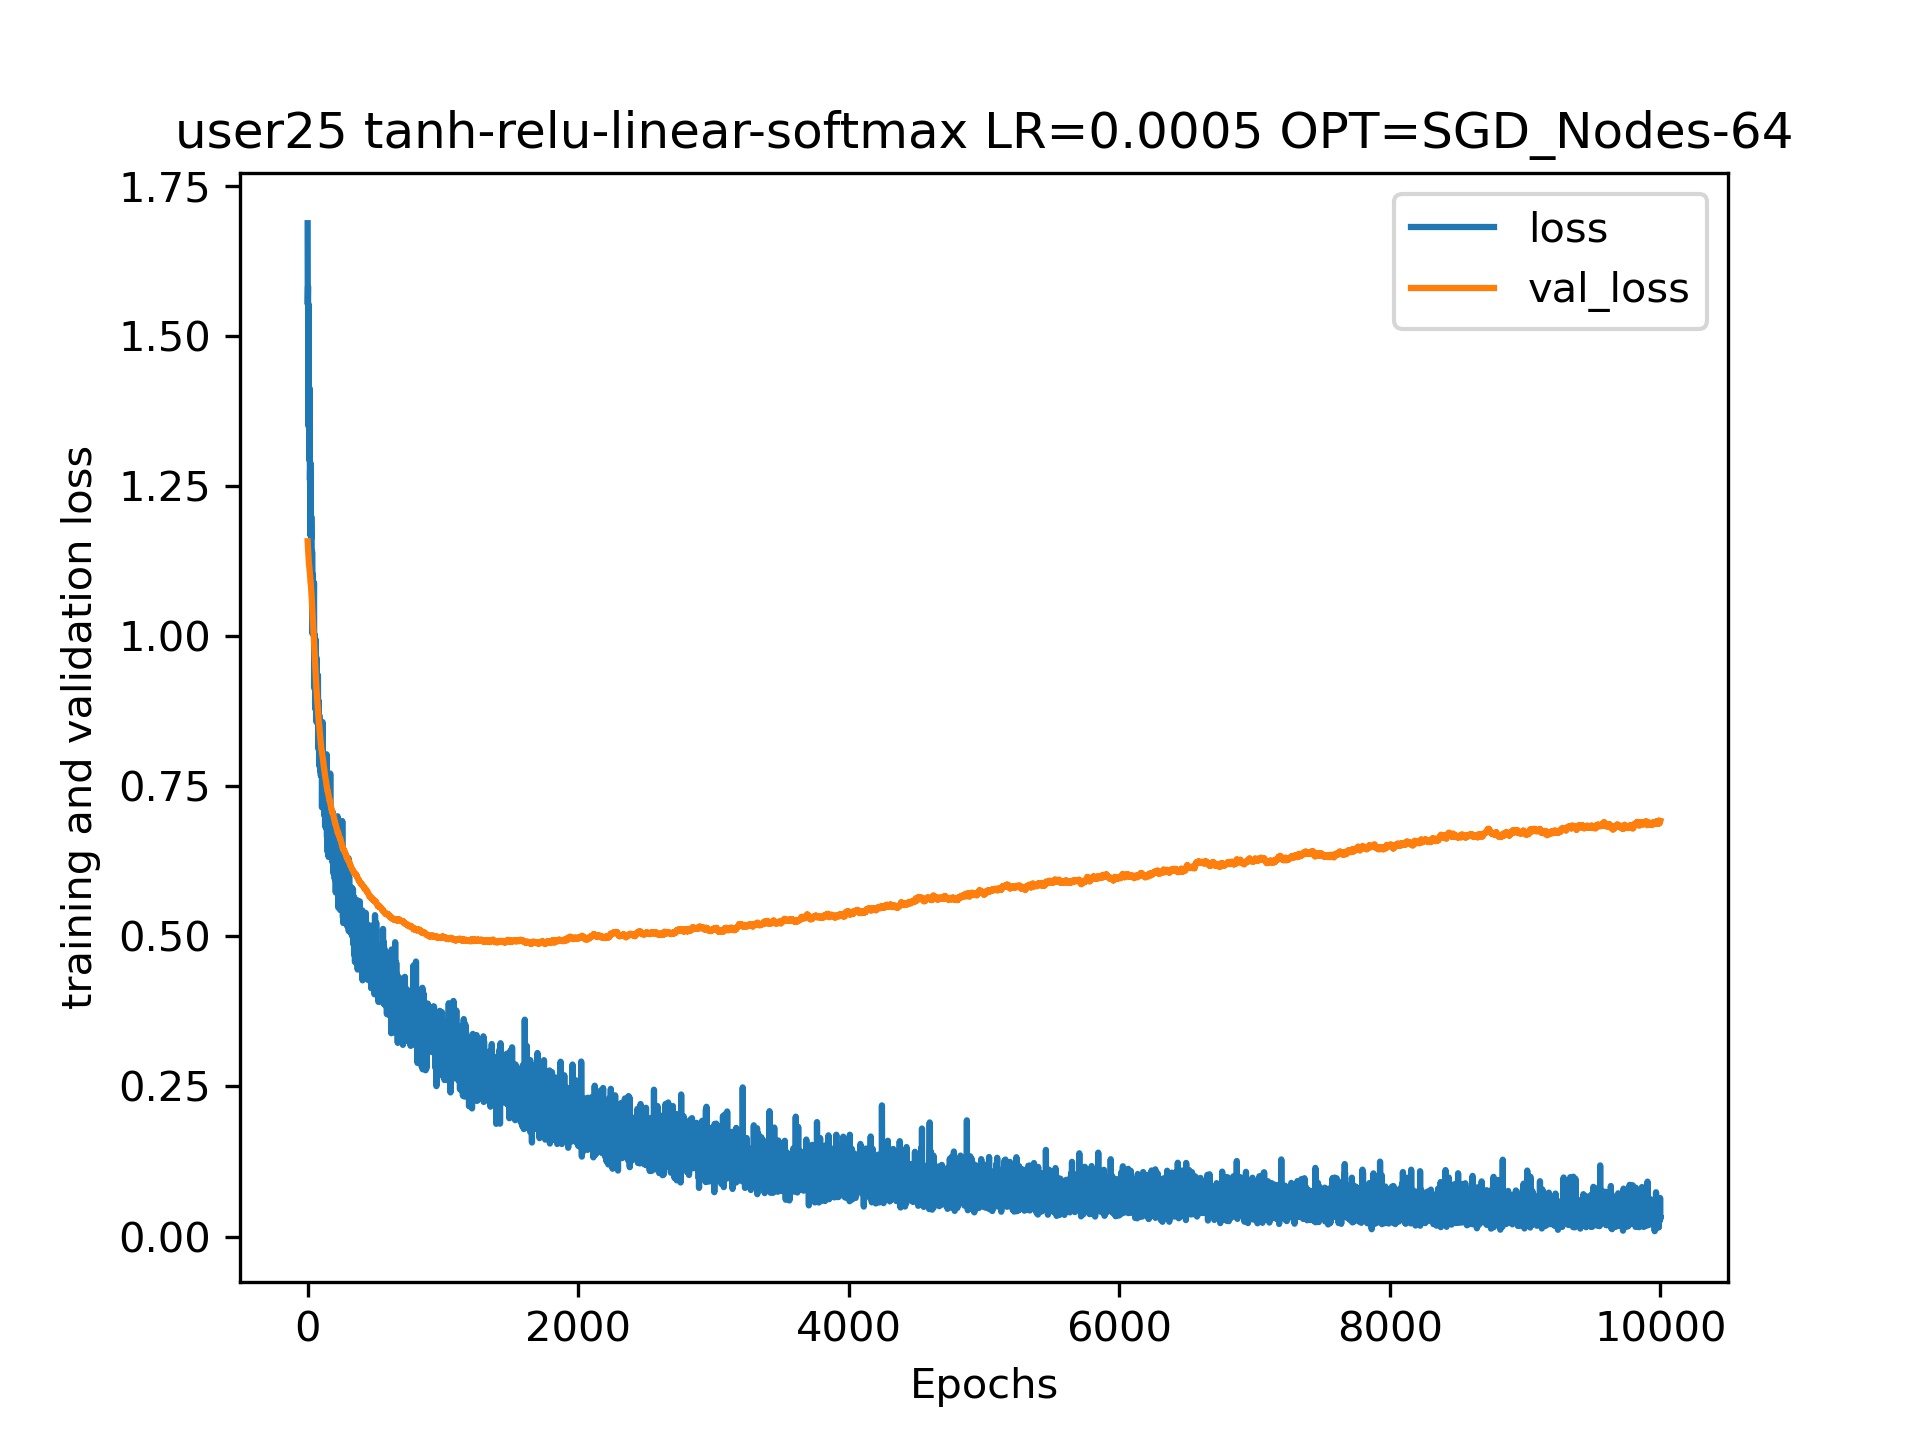 user25 tanh-relu-linear-softmax LR=0.0005 OPT=SGD_Nodes-64
loss
val_loss
1.75
1.50
1.25
1.00
0.75
0.50
0.25
0.00
training and validation loss
0 2000 4000 6000 8000 10000
Epochs